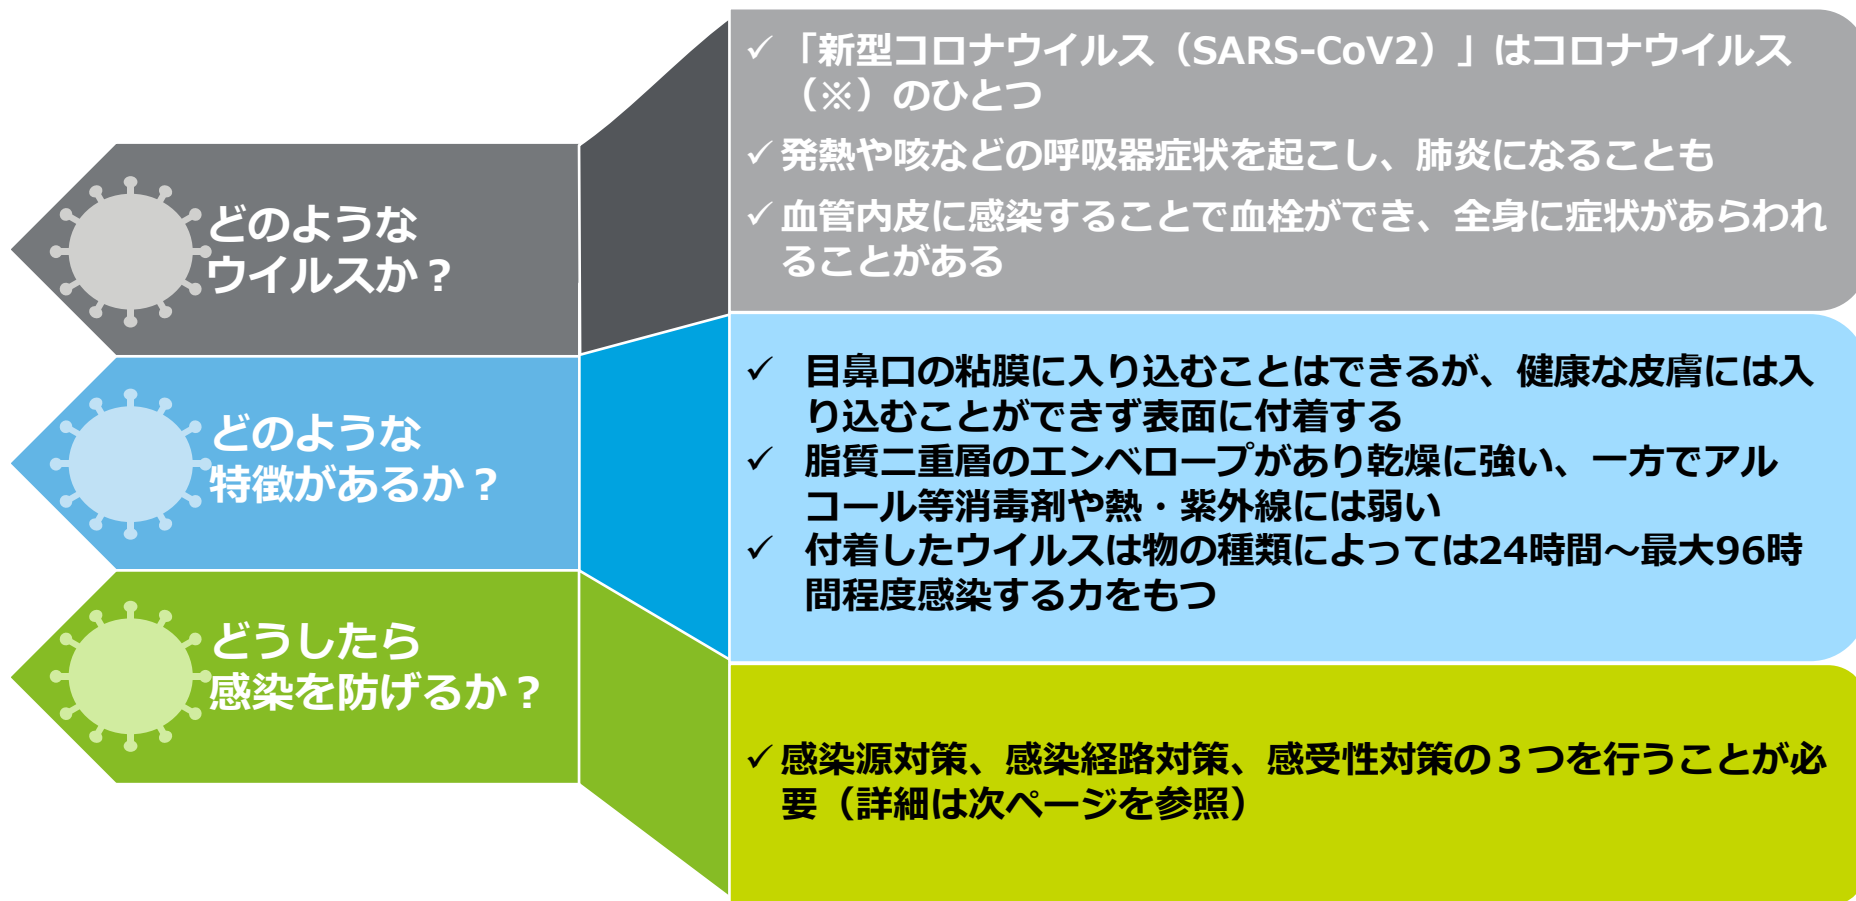 どのような
ウイルスか？
✓「新型コロナウイルス（SARS-CoV2）」はコロナウイルス
（※）のひとつ
✓発熱や咳などの呼吸器症状を起こし、肺炎になることも
✓血管内皮に感染することで血栓ができ、全身に症状があらわれ
ることがある
どのような
特徴があるか？
✓ 目鼻口の粘膜に入り込むことはできるが、健康な皮膚には入
り込むことができず表面に付着する
✓ 脂質二重層のエンベロープがあり乾燥に強い、一方でアル
コール等消毒剤や熱・紫外線には弱い
✓ 付着したウイルスは物の種類によっては24時間～最大96時
間程度感染する力をもつ
どうしたら
感染を防げるか？
✓感染源対策、感染経路対策、感受性対策の３つを行うことが必
要（詳細は次ページを参照）